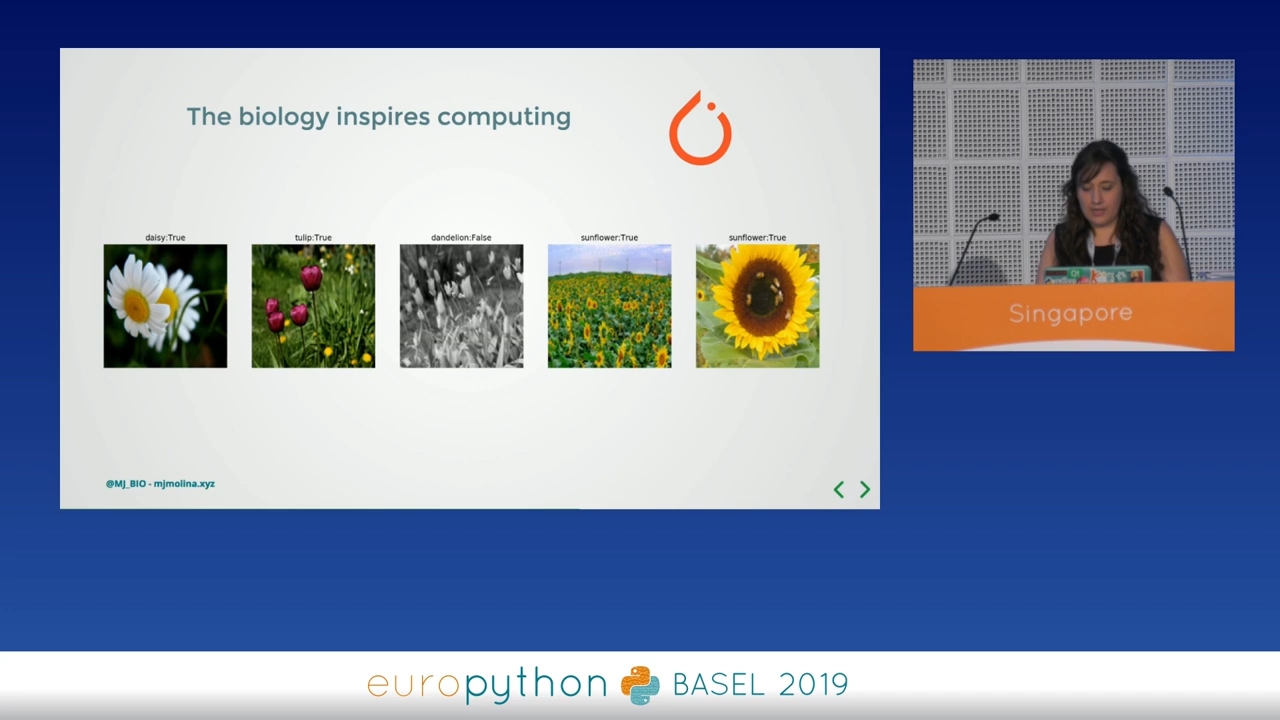 The biology inspires computing
daisy:True
tulip:True
dandelion:False
sunflower:True
sunflower:True
@MJ_BIO - mjmolina.xyz
Singapore
europython BASEL 2019